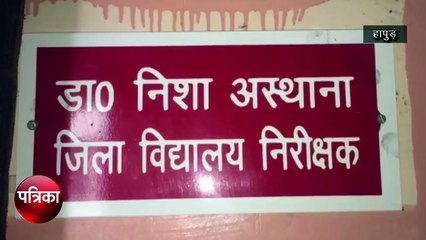 हापुड़
डा0 निशा अस्थाना
जिला विद्यालय निरीक्षक
पत्रिका